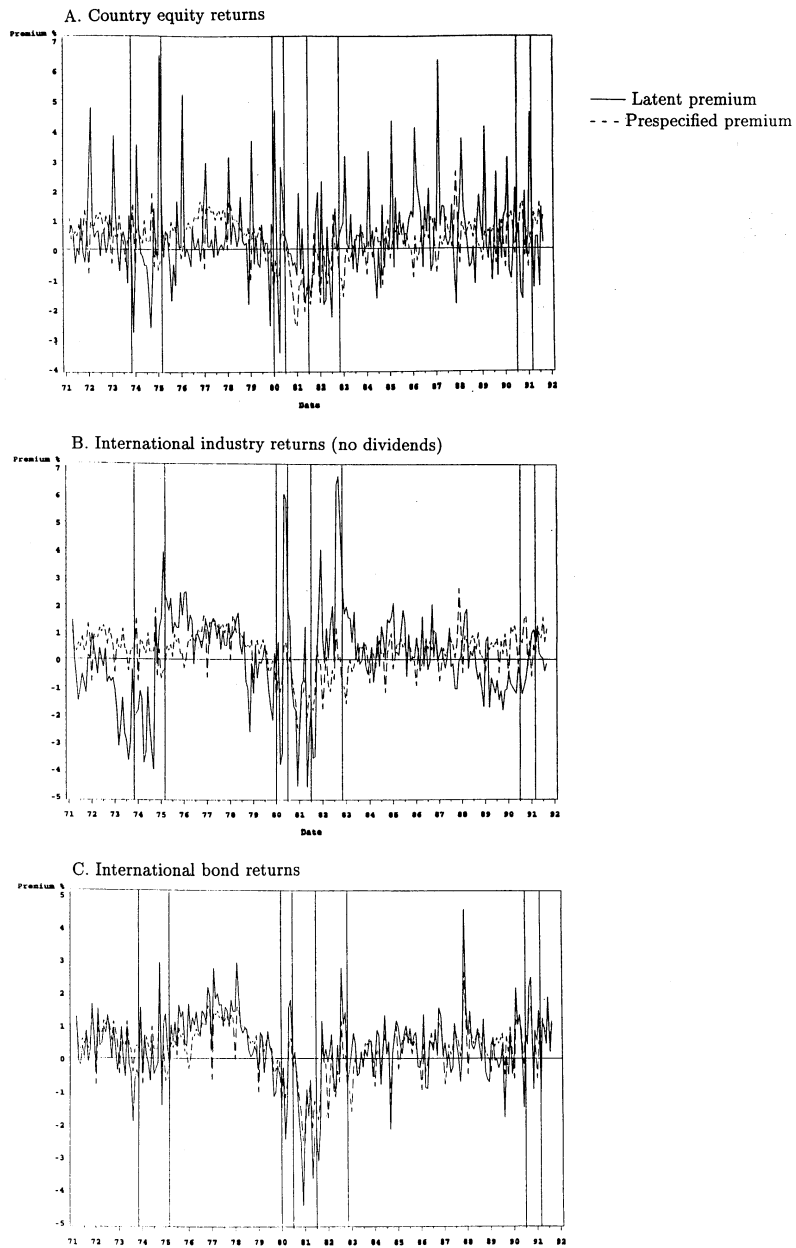 A. Country equity returns
Premium %
7
6
5
4
3
2
1
0
-1
-2
-3
-4
71 72 73 74 75 76 77 78 79 80 81 82 83 84 85 86 87 88 89 90 91 92
Date
Latent premium
Prespecified premium
B. International industry returns (no dividends)
Premium %
7
6
5
4
3
2
1
0
-1
-2
-3
-4
-5
71 72 73 74 75 76 77 78 79 80 81 82 83 84 85 86 87 88 89 90 91 92
Date
C. International bond returns
Premium %
5
4
3
2
1
0
-1
-2
-3
-4
-5
71 72 73 74 75 76 77 78 79 80 81 82 83 84 85 86 87 88 89 90 91 92